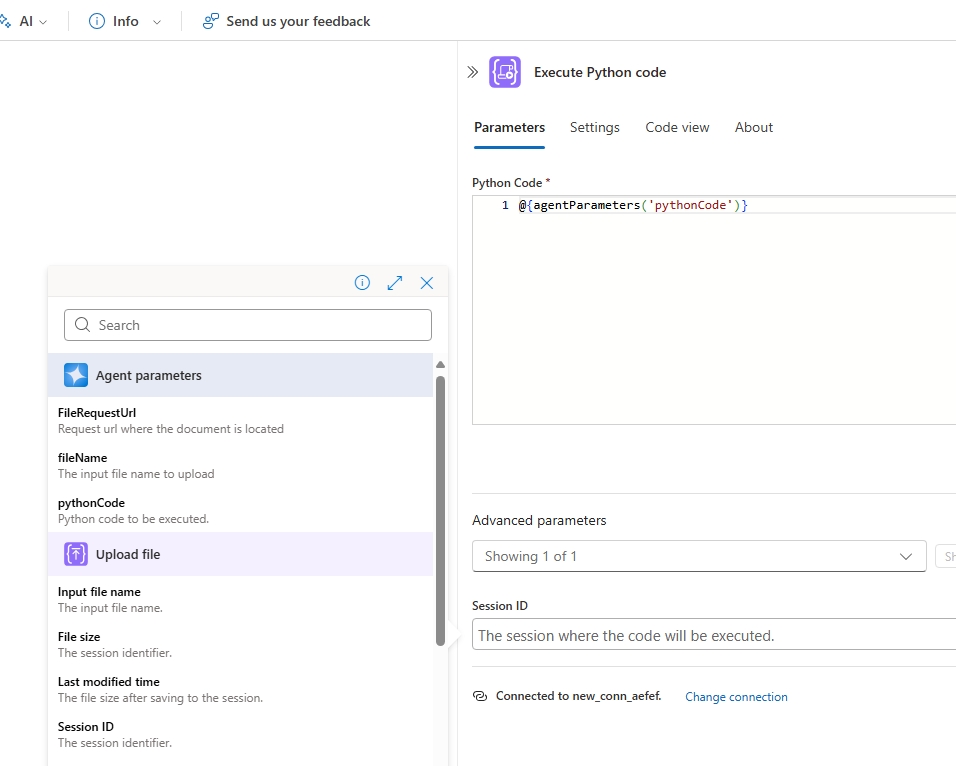 AI
Info
Send us your feedback
Execute Python code
Parameters
Settings
Code view
About
Python Code *
1 @{agentParameters('pythonCode')}
Search
Agent parameters
FileRequestUrl
Request url where the document is located
fileName
The input file name to upload
pythonCode
Python code to be executed.
Upload file
Input file name
The input file name.
File size
The session identifier.
Last modified time
The file size after saving to the session.
Session ID
The session identifier.
Advanced parameters
Showing 1 of 1
Sh
Session ID
The session where the code will be executed.
Connected to new_conn_aefef.
Change connection